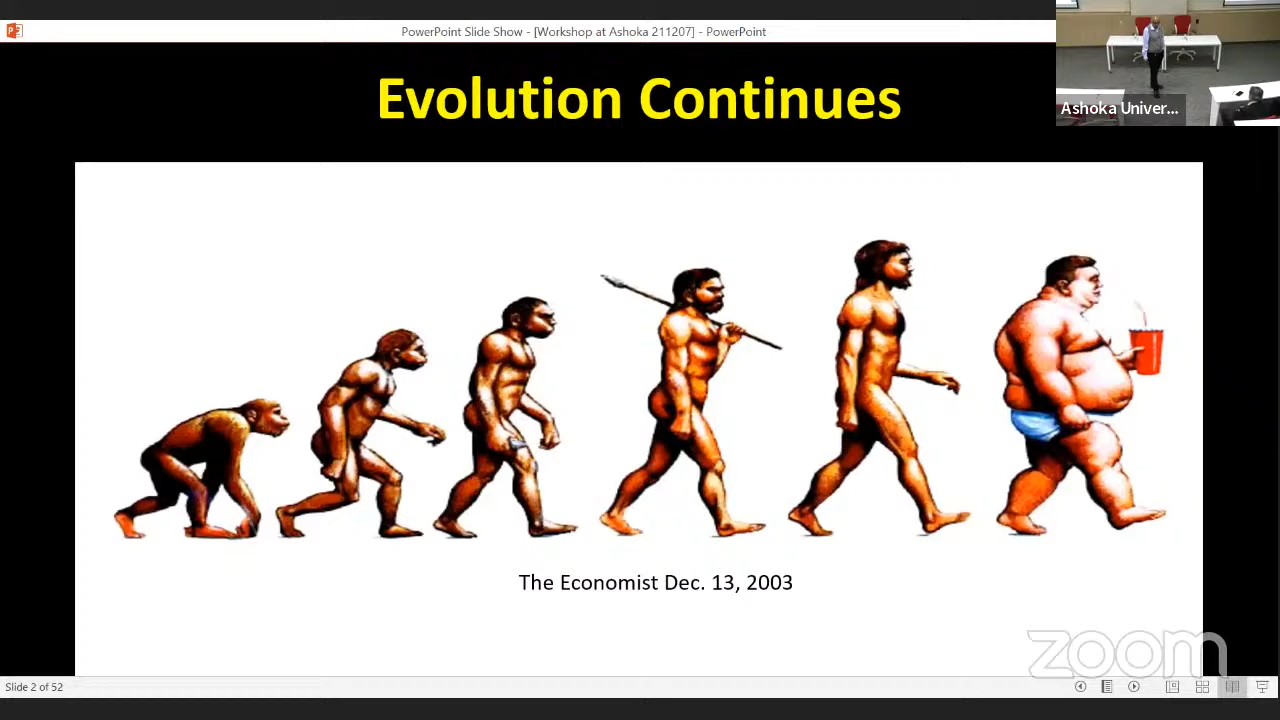 PowerPoint Slide Show - [Workshop at Ashoka 211207] - PowerPoint
Ashoka Univer...
Evolution Continues
The Economist Dec. 13, 2003
zoom
Slide 2 of 52